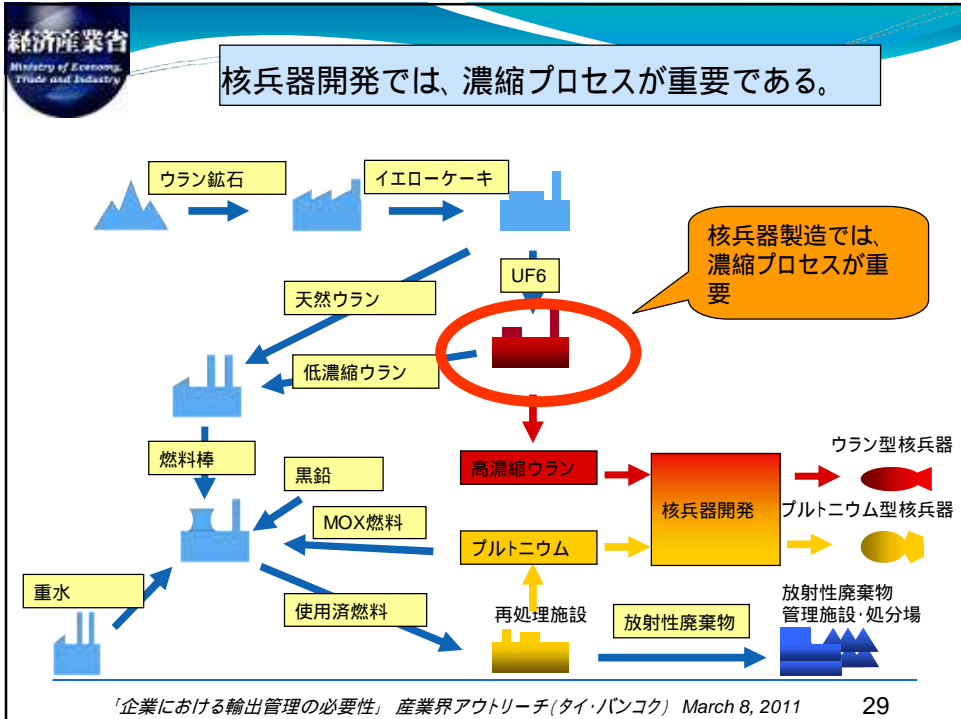 経済産業省
Ministry of Economy,
Trade and Industry
核兵器開発では、濃縮プロセスが重要である。
ウラン鉱石
イエローケーキ
核兵器製造では、
濃縮プロセスが重
要
UF6
天然ウラン
低濃縮ウラン
燃料棒
黒鉛
高濃縮ウラン
ウラン型核兵器
核兵器開発
プルトニウム型核兵器
MOX燃料
プルトニウム
重水
使用済燃料
再処理施設
放射性廃棄物
放射性廃棄物
管理施設・処分場
「企業における輸出管理の必要性」 産業界アウトリーチ(タイ・バンコク) March 8, 2011
29